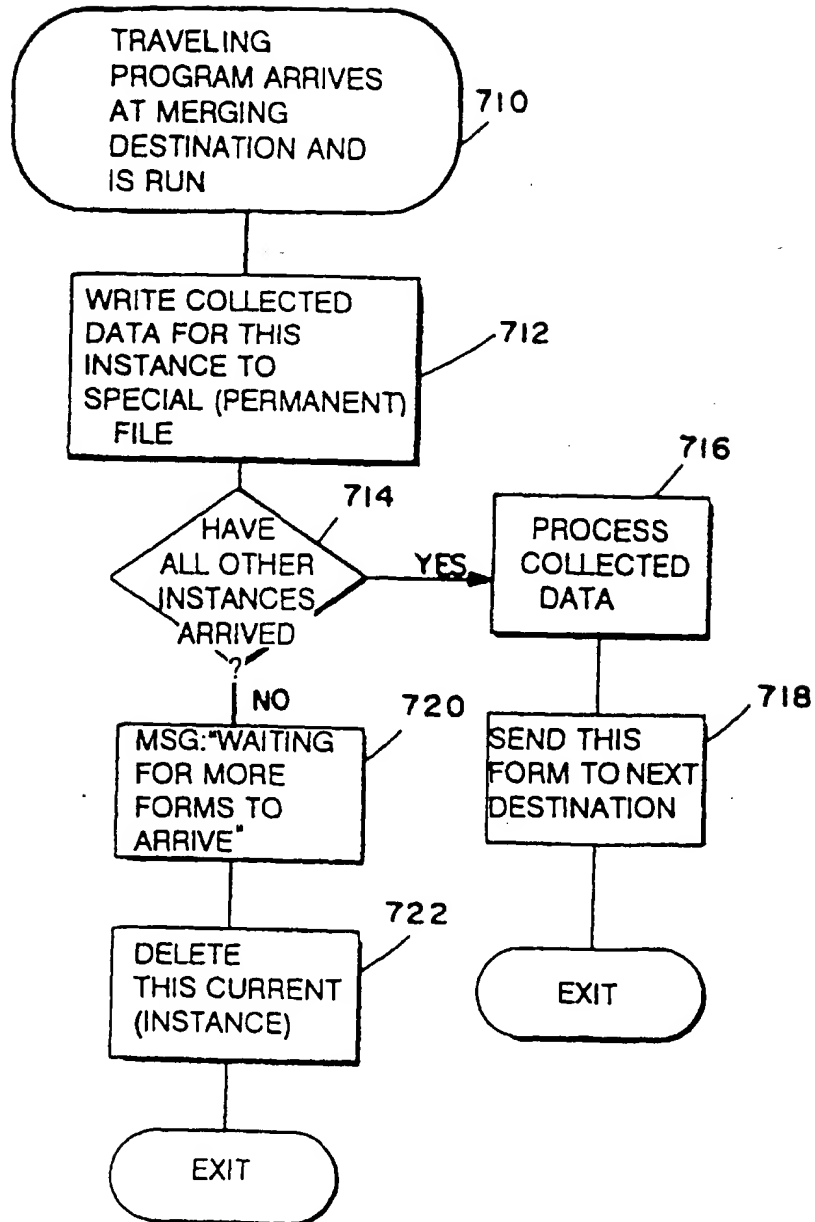 TRAVELING
PROGRAM ARRIVES
AT MERGING
DESTINATION AND
IS RUN
710
WRITE COLLECTED
DATA FOR THIS
INSTANCE TO
SPECIAL (PERMANENT)
FILE
712
HAVE
ALL OTHER
INSTANCES
ARRIVED
?
714
YES
PROCESS
COLLECTED
DATA
716
SEND THIS
FORM TO NEXT
DESTINATION
718
EXIT
NO
MSG:"WAITING
FOR MORE
FORMS TO
ARRIVE"
720
DELETE
THIS CURRENT
(INSTANCE)
722
EXIT